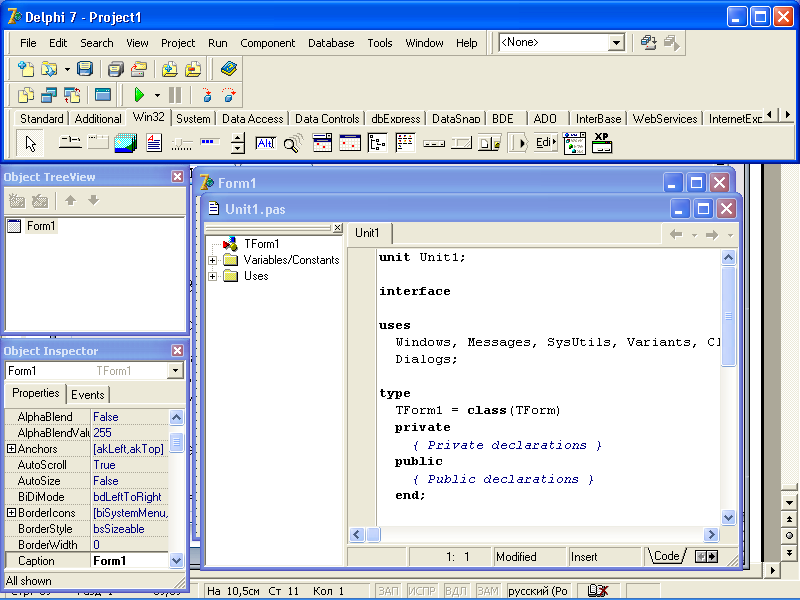 Delphi 7 - Project1
File Edit Search View Project Run Component Database Tools Window Help <None>
Standard Additional Win32 System Data Access Data Controls dbExpress DataSnap BDE ADO InterBase WebServices InternetExp
Object TreeView
Form1
Object Inspector
Form1 TForm1
Properties Events
AlphaBlend False
AlphaBlendValu 255
Anchors [akLeft,akTop]
AutoScroll True
AutoSize False
BiDiMode bdLeftToRight
BorderIcons [biSystemMenu,
BorderStyle bsSizeable
BorderWidth 0
Caption Form1
All shown
Form1
Unit1.pas
TForm1
Variables/Constants
Uses
Unit1
unit Unit1;
interface
uses
Windows, Messages, SysUtils, Variants, Cl
Dialogs;
type
TForm1 = class(TForm)
private
{ Private declarations }
public
{ Public declarations }
end;
1: 1 Modified Insert Code
На 10,5см Ст 11 Кол 1 ЗАП ИСПР ВДЛ ЗАМ русский (Ро